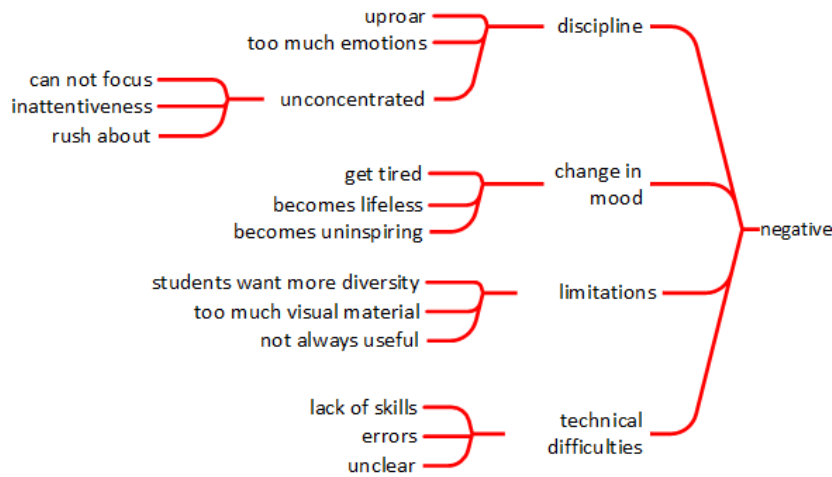 uproar
too much emotions
discipline
can not focus
inattentiveness
rush about
unconcentrated
get tired
becomes lifeless
becomes uninspiring
change in
mood
negative
students want more diversity
too much visual material
not always useful
limitations
lack of skills
errors
unclear
technical
difficulties